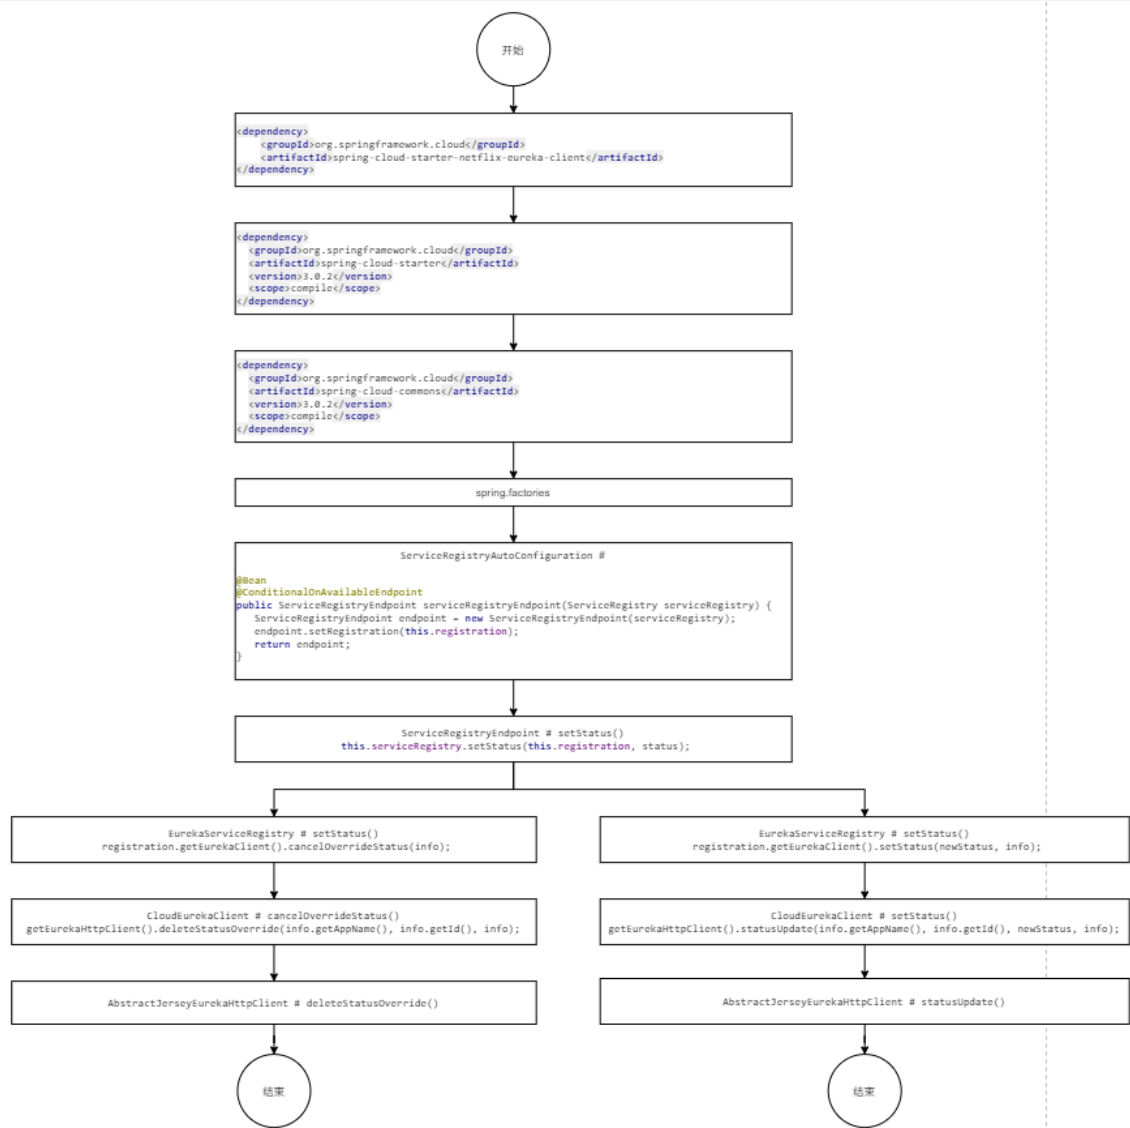 开始
<dependency>
<groupId>org.springframework.cloud</groupId>
<artifactId>spring-cloud-starter-netflix-eureka-client</artifactId>
</dependency>
<dependency>
<groupId>org.springframework.cloud</groupId>
<artifactId>spring-cloud-starter</artifactId>
<version>3.0.2</version>
<scope>compile</scope>
</dependency>
<dependency>
<groupId>org.springframework.cloud</groupId>
<artifactId>spring-cloud-commons</artifactId>
<version>3.0.2</version>
<scope>compile</scope>
</dependency>
spring.factories
ServiceRegistryAutoConfiguration #
@Bean
@ConditionalOnAvailableEndpoint
public ServiceRegistryEndpoint serviceRegistryEndpoint(ServiceRegistry serviceRegistry) {
ServiceRegistryEndpoint endpoint = new ServiceRegistryEndpoint(serviceRegistry);
endpoint.setRegistration(this.registration);
return endpoint;
}
ServiceRegistryEndpoint # setStatus()
this.serviceRegistry.setStatus(this.registration, status);
EurekaServiceRegistry # setStatus()
registration.getEurekaClient().cancelOverrideStatus(info);
CloudEurekaClient # cancelOverrideStatus()
getEurekaHttpClient().deleteStatusOverride(info.getAppName(), info.getId(), info);
AbstractJerseyEurekaHttpClient # deleteStatusOverride()
结束
EurekaServiceRegistry # setStatus()
registration.getEurekaClient().setStatus(newStatus, info);
CloudEurekaClient # setStatus()
getEurekaHttpClient().statusUpdate(info.getAppName(), info.getId(), newStatus, info);
AbstractJerseyEurekaHttpClient # statusUpdate()
结束